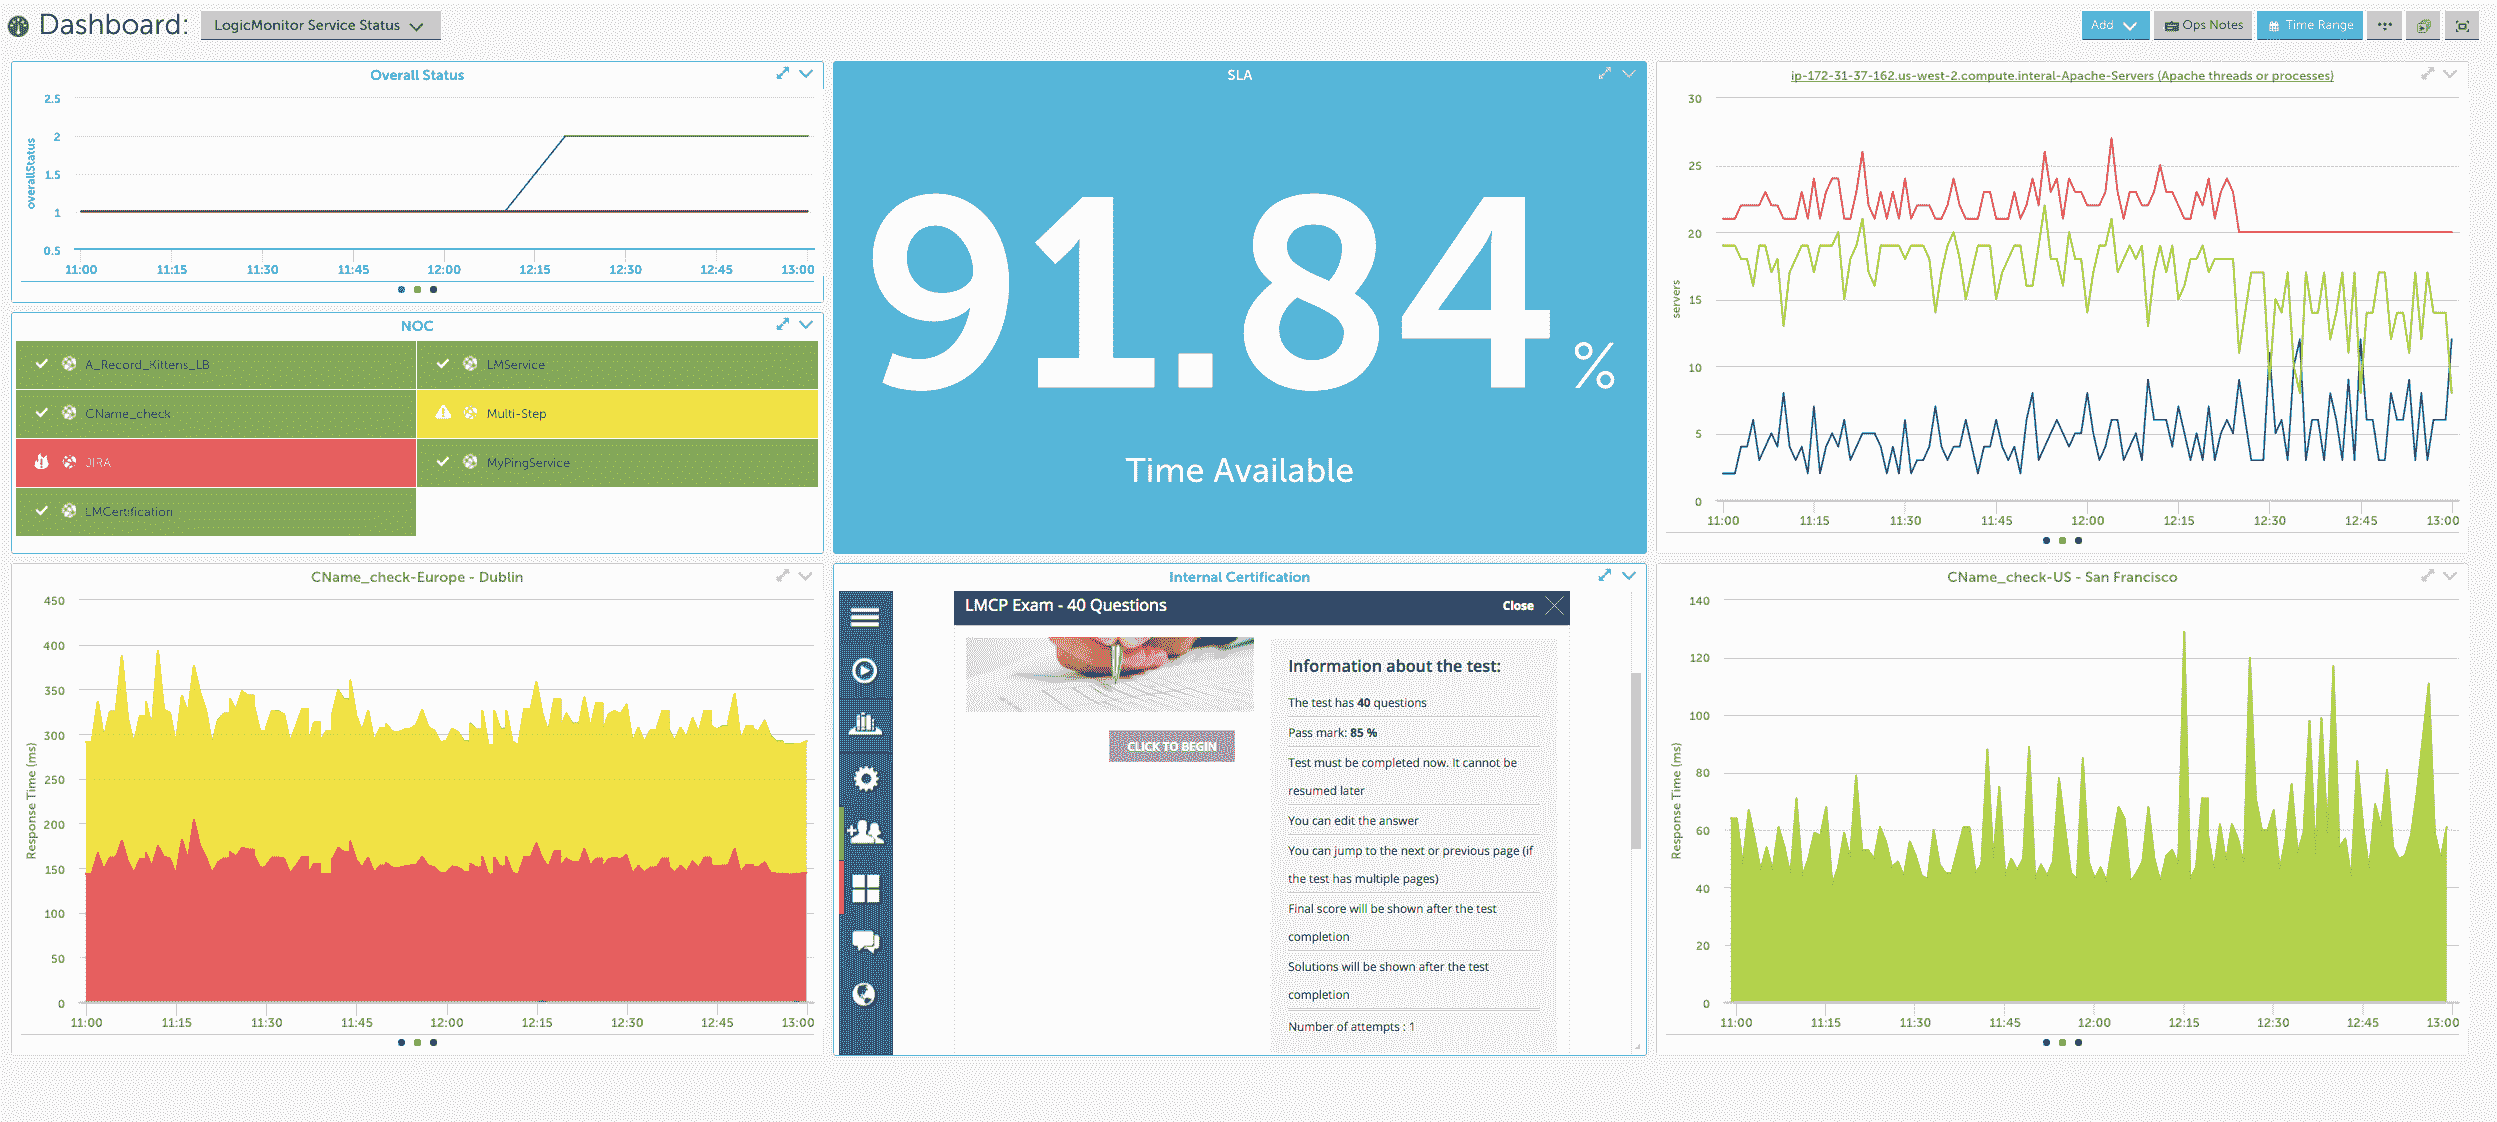 Dashboard: LogicMonitor Service Status
Add Ops Notes Time Range
Overall Status
overallStatus
2.5
2
1.5
1
0.5
11:00 11:15 11:30 11:45 12:00 12:15 12:30 12:45 13:00
NOC
A_Record_Kittens_LB LMService
CName_check Multi-Step
JIRA MyPingService
LMCertification
SLA
91.84 %
Time Available
ip-172-31-37-162.us-west-2.compute.interal-Apache-Servers (Apache threads or processes)
servers
30
25
20
15
10
5
0
11:00 11:15 11:30 11:45 12:00 12:15 12:30 12:45 13:00
CName_check-Europe - Dublin
Response Time (ms)
450
400
350
300
250
200
150
100
50
0
11:00 11:15 11:30 11:45 12:00 12:15 12:30 12:45 13:00
Internal Certification
LMCP Exam - 40 Questions Close
CLICK TO BEGIN
Information about the test:
The test has 40 questions
Pass mark: 85 %
Test must be completed now. It cannot be
resumed later
You can edit the answer
You can jump to the next or previous page (if
the test has multiple pages)
Final score will be shown after the test
completion
Solutions will be shown after the test
completion
Number of attempts : 1
CName_check-US - San Francisco
Response Time (ms)
140
120
100
80
60
40
20
0
11:00 11:15 11:30 11:45 12:00 12:15 12:30 12:45 13:00